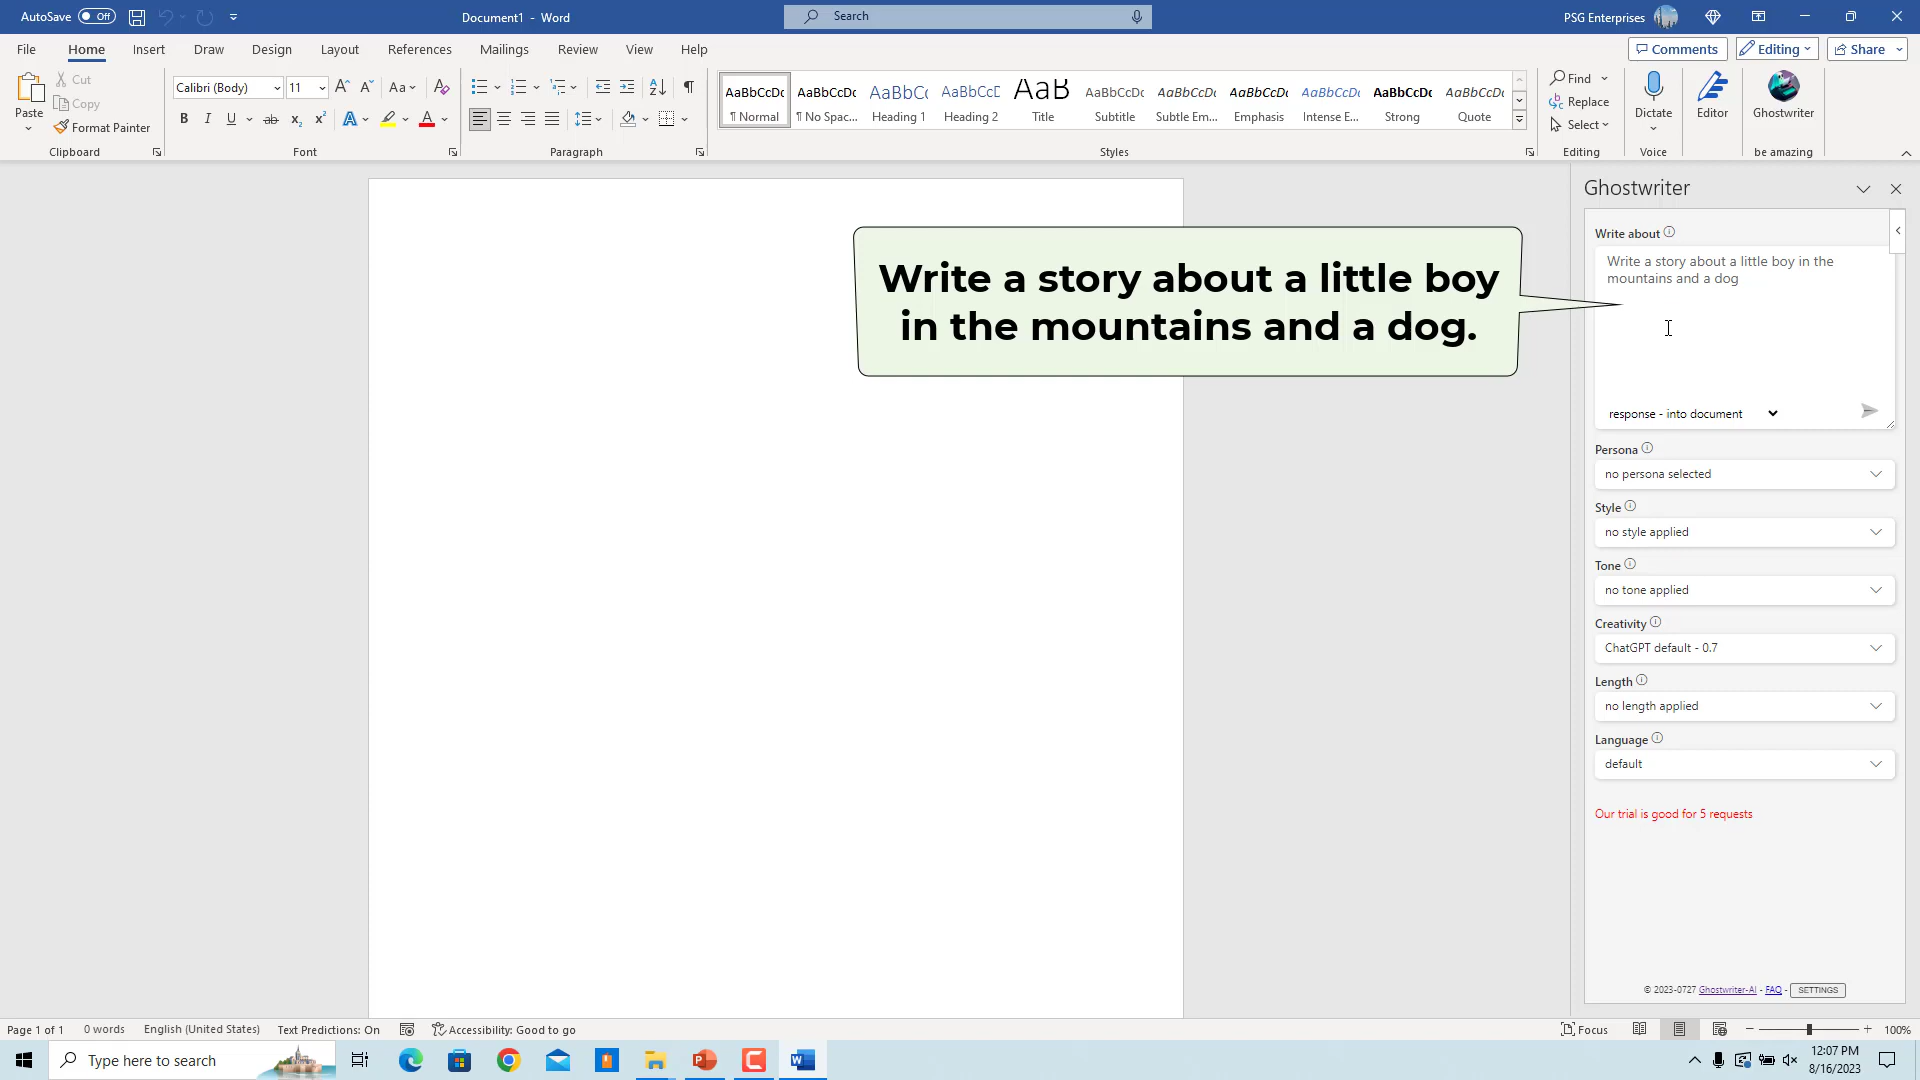 AutoSave Off
Document1 - Word
Search
PSG Enterprises
File Home Insert Draw Design Layout References Mailings Review View Help
Comments Editing Share
Paste
Cut
Copy
Format Painter
Clipboard
Calibri (Body) 11
Aa
B I U ab x₂ x²
A A
Font
Paragraph
AaBbCcDc AaBbCcDc AaBbCc AaBbCcD AaB AaBbCcDc AaBbCcDc AaBbCcDc AaBbCcDc AaBbCcDc AaBbCcDc
¶ Normal ¶ No Spac... Heading 1 Heading 2 Title Subtitle Subtle Em... Emphasis Intense E... Strong Quote
Styles
Find
Replace
Select
Editing
Dictate
Voice
Editor
Ghostwriter
be amazing
Ghostwriter
Write about
Write a story about a little boy in the
mountains and a dog
response - into document
Write a story about a little boy
in the mountains and a dog.
Persona
no persona selected
Style
no style applied
Tone
no tone applied
Creativity
ChatGPT default - 0.7
Length
no length applied
Language
default
Our trial is good for 5 requests
© 2023-0727 Ghostwriter-AI - FAQ - SETTINGS
Page 1 of 1 0 words English (United States) Text Predictions: On Accessibility: Good to go
Focus 100%
Type here to search
12:07 PM
8/16/2023